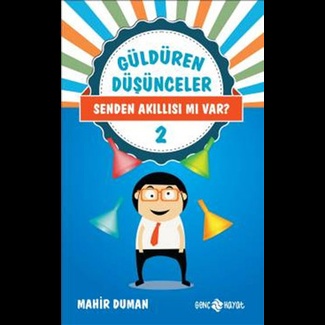 GÜLDÜREN
DÜŞÜNCELER
SENDEN AKILLISI MI VAR?
2
MAHİR DUMAN
GENÇ HAYAT